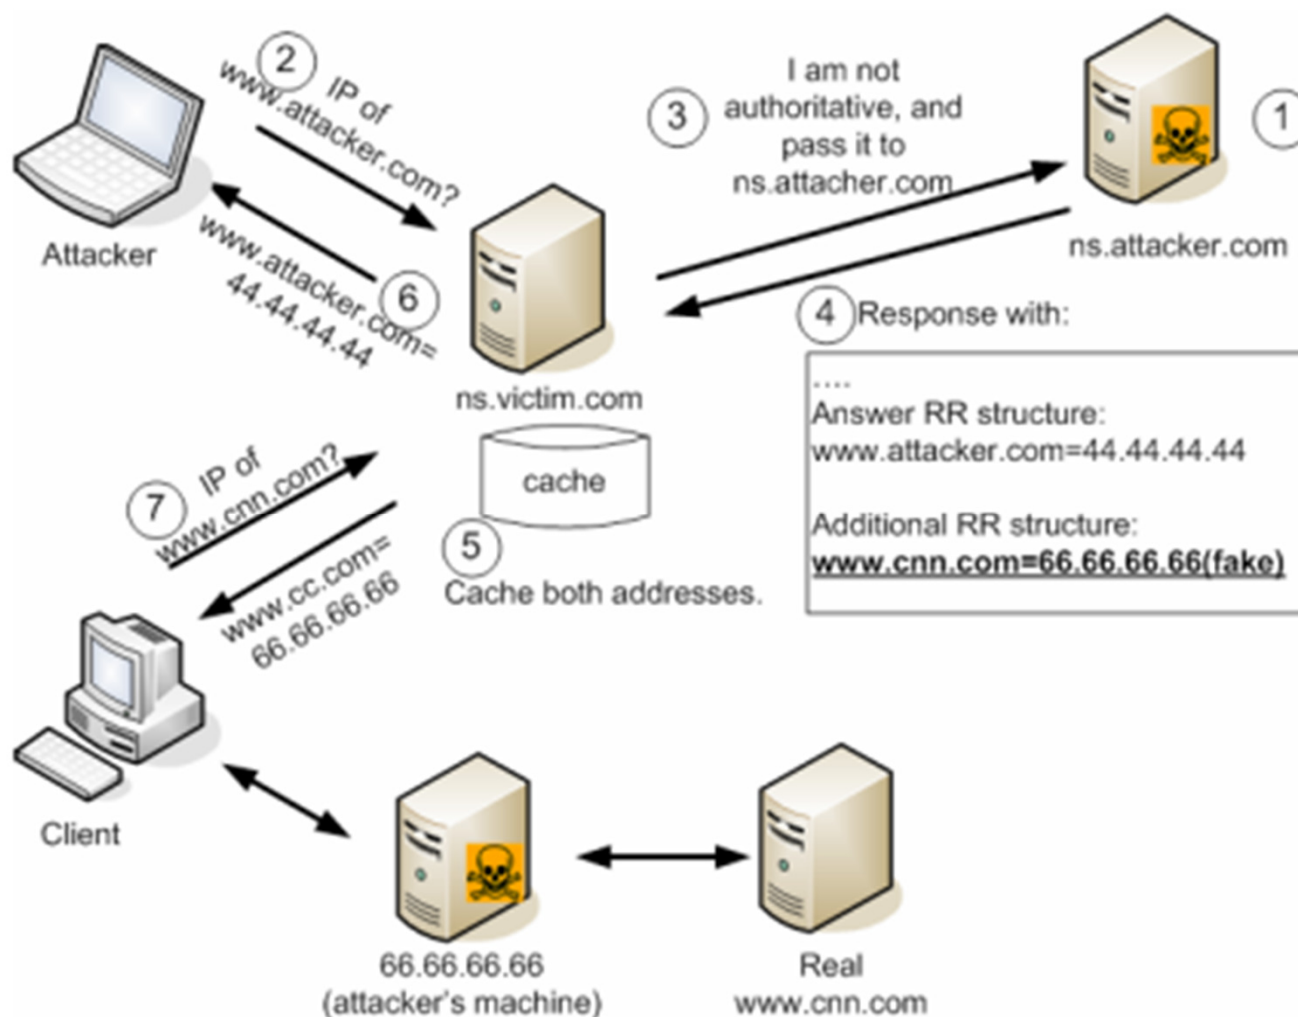 2
IP of
www.attacker.com?
Attacker
www.attacker.com=
44.44.44.44
6
3
I am not
authoritative, and
pass it to
ns.attacher.com
1
ns.attacker.com
4
Response with:
....
Answer RR structure:
www.attacker.com=44.44.44.44
Additional RR structure:
www.cnn.com=66.66.66.66(fake)
ns.victim.com
cache
5
Cache both addresses.
7
IP of
www.cnn.com?
www.cc.com=
66.66.66.66
Client
66.66.66.66
(attacker's machine)
Real
www.cnn.com